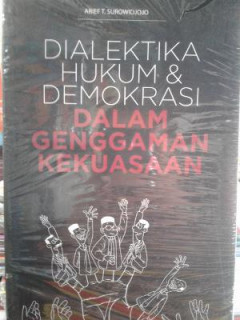 ARIEF T. SUROWIDJOJO
DIALEKTIKA
HUKUM &
DEMOKRASI
DALAM
GENGGAMAN
KEKUASAAN